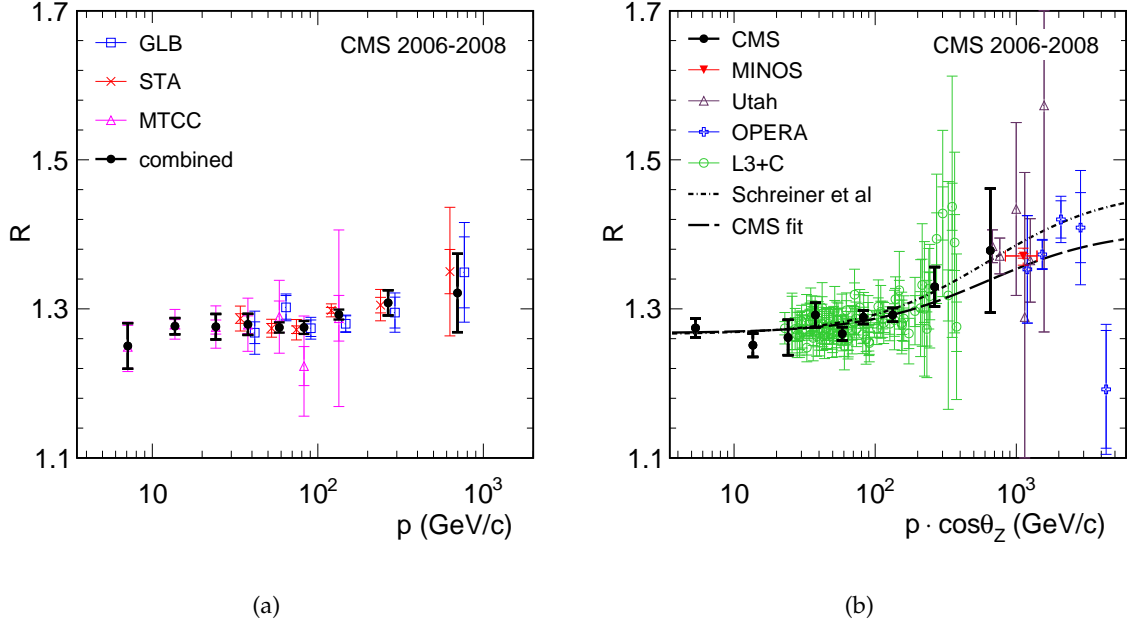 CMS 2006-2008
GLB
STA
MTCC
combined
R
1.7
1.5
1.3
1.1
10
10²
10³
p (GeV/c)
(a)
CMS 2006-2008
CMS
MINOS
Utah
OPERA
L3+C
Schreiner et al
CMS fit
R
1.7
1.5
1.3
1.1
10
10²
10³
p · cosθ_Z (GeV/c)
(b)